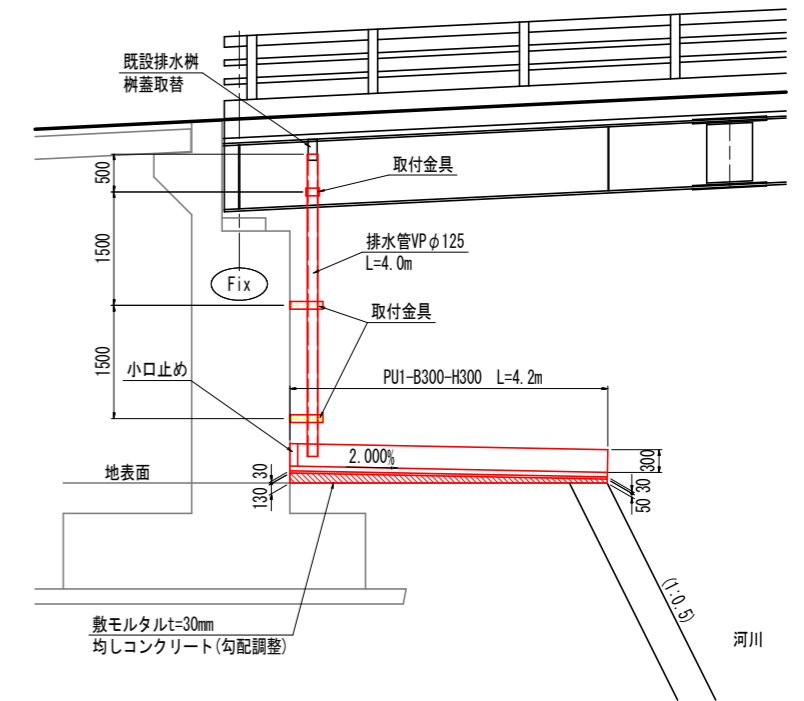 既設排水桝
桝蓋取替
500
取付金具
1500
排水管VPφ125
L=4.0m
Fix
取付金具
1500
小口止め
PU1-B300-H300 L=4.2m
2.000%
300
地表面
30
30
130
50
(1:0.5)
敷モルタルt=30mm
均しコンクリート(勾配調整)
河川